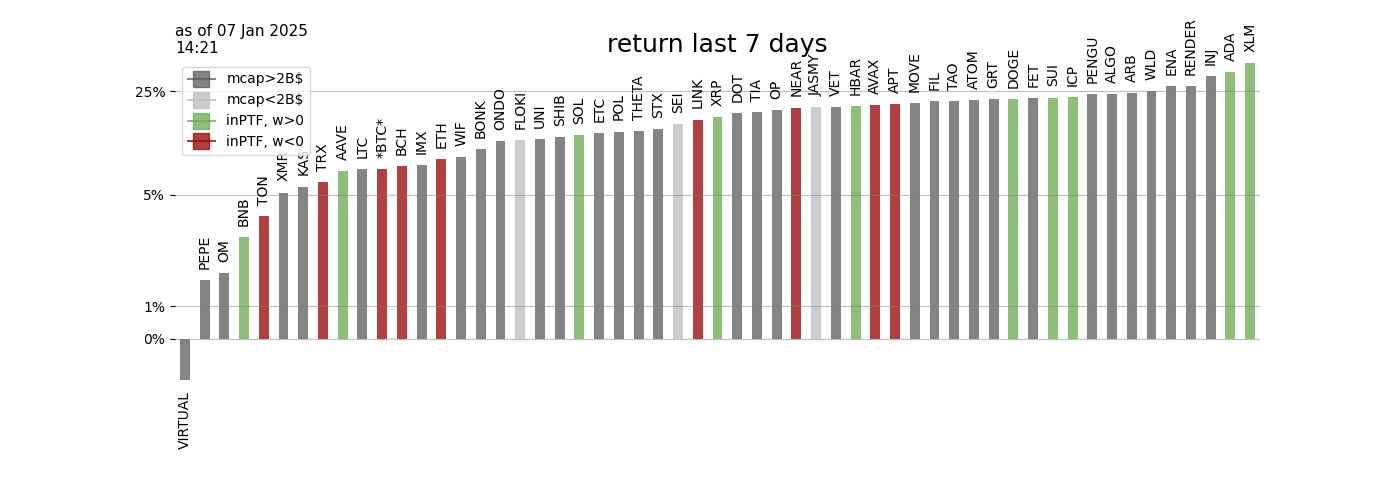 as of 07 Jan 2025
14:21
return last 7 days
mcap>2B$
mcap<2B$
inPTF, w>0
inPTF, w<0
25%
5%
1%
0%
VIRTUAL
PEPE
OM
BNB
TON
XMR
KAS
TRX
AAVE
LTC
*BTC*
BCH
IMX
ETH
WIF
BONK
ONDO
FLOKI
UNI
SHIB
SOL
ETC
POL
THETA
STX
SEI
LINK
XRP
DOT
TIA
OP
NEAR
JASMY
VET
HBAR
AVAX
APT
MOVE
FIL
TAO
ATOM
GRT
DOGE
FET
SUI
ICP
PENGU
ALGO
ARB
WLD
ENA
RENDER
INJ
ADA
XLM